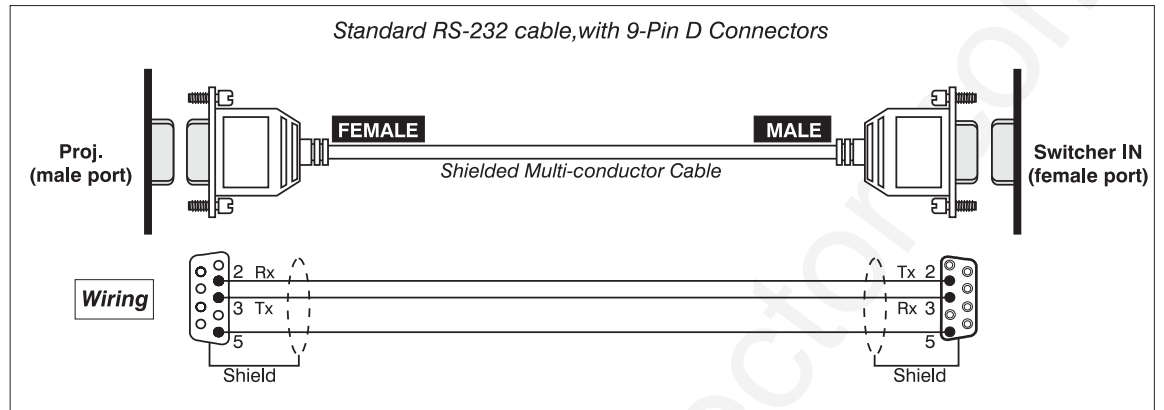 Standard RS-232 cable,with 9-Pin D Connectors
FEMALE
MALE
Proj.
(male port)
Shielded Multi-conductor Cable
Switcher IN
(female port)
Wiring
2 Rx
3 Tx
5
Shield
Tx 2
Rx 3
5
Shield